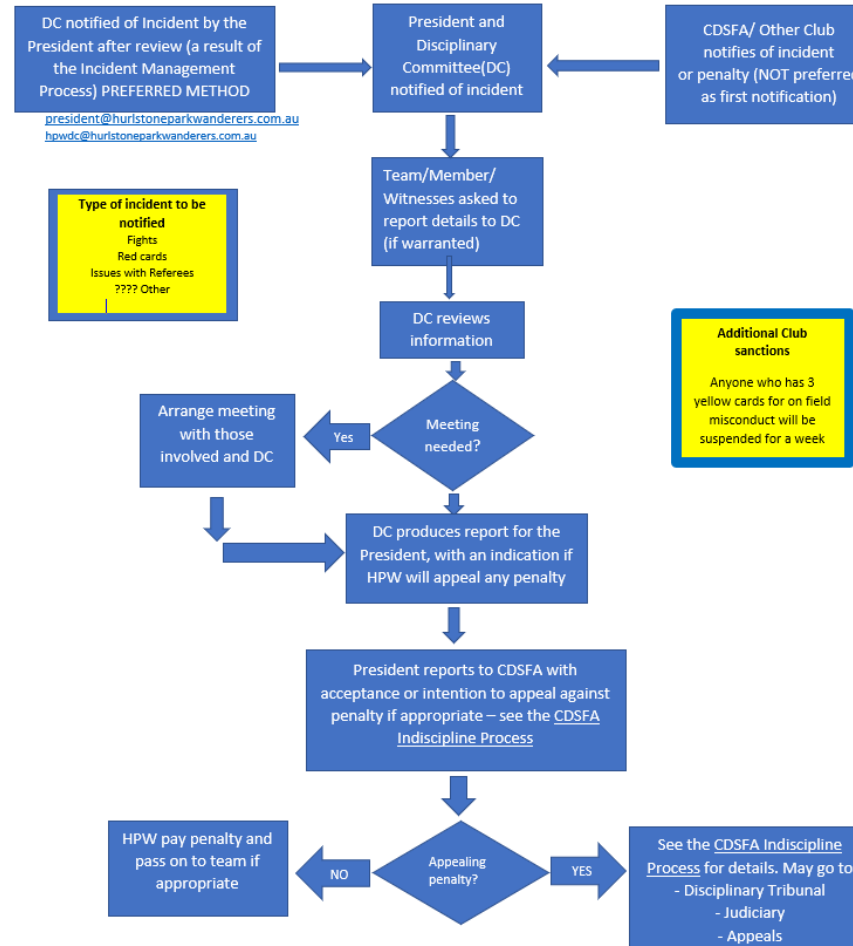 DC notified of Incident by the
President after review (a result
of the Incident Management
Process) PREFERRED METHOD
president@hurlstoneparkwanderers.com.au
hpwdc@hurlstoneparkwanderers.com.au
President and
Disciplinary
Committee(DC)
notified of incident
CDSFA/ Other Club
notifies of incident
or penalty (NOT preferred
as first notification)
Team/Member/
Witnesses asked to
report details to DC
(if warranted)
Type of incident to be
notified
Fights
Red cards
Issues with Referees
???? Other
DC reviews
information
Additional Club
sanctions
Anyone who has 3
yellow cards for on field
misconduct will be
suspended for a week
Meeting
needed?
Yes
Arrange meeting
with those
involved and DC
DC produces report for the
President, with an indication if
HPW will appeal any penalty
President reports to CDSFA with
acceptance or intention to appeal against
penalty if appropriate – see the CDSFA
Indiscipline Process
Appealing
penalty?
NO
HPW pay penalty and
pass on to team if
appropriate
YES
See the CDSFA Indiscipline
Process for details. May go to
- Disciplinary Tribunal
- Judiciary
- Appeals